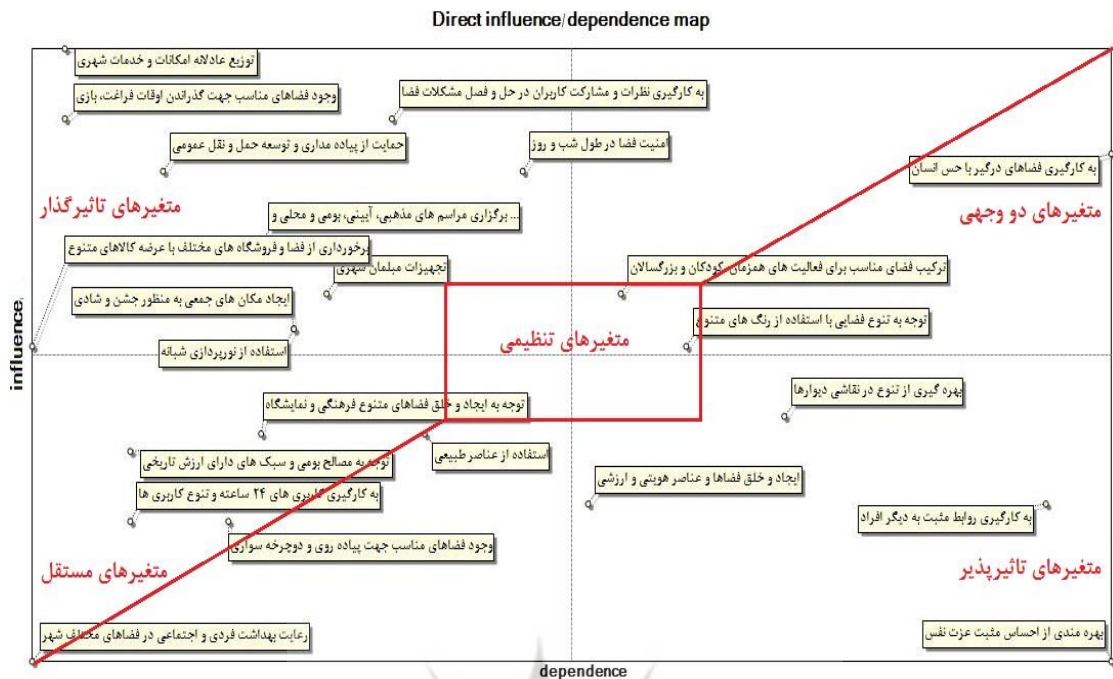 Direct influence/dependence map
توزیع عادلانه امکانات و خدمات شهری
وجود فضاهای مناسب جهت گذراندن اوقات فراغت، بازی
به کارگیری نظرات و مشارکت کاربران در حل و فصل مشکلات فضا
حمایت از پیاده مداری و توسعه حمل و نقل عمومی
امنیت فضا در طول شب و روز
به کارگیری فضاهای درگیر با حس انسان
متغیرهای تاثیرگذار
متغیرهای دو وجهی
... برگزاری مراسم های مذهبی، آیینی، بومی و محلی و
برخورداری از فضا و فروشگاه های مختلف با عرضه کالاهای متنوع
تجهیزات مبلمان شهری
ترکیب فضای مناسب برای فعالیت های همزمان کودکان و بزرگسالان
ایجاد مکان های جمعی به منظور جشن و شادی
توجه به تنوع فضایی با استفاده از رنگ های متنوع
متغیرهای تنظیمی
استفاده از نورپردازی شبانه
influence
بهره گیری از تنوع در نقاشی دیوارها
توجه به ایجاد و خلق فضاهای متنوع فرهنگی و نمایشگاه
استفاده از عناصر طبیعی
توجه به مصالح بومی و سبک های دارای ارزش تاریخی
ایجاد و خلق فضاها و عناصر هویتی و ارزشی
به کارگیری کاربری های ۲۴ ساعته و تنوع کاربری ها
به کارگیری روابط مثبت به دیگر افراد
وجود فضاهای مناسب جهت پیاده روی و دوچرخه سواری
متغیرهای مستقل
متغیرهای تاثیرپذیر
رعایت بهداشت فردی و اجتماعی در فضاهای مختلف شهر
بهره مندی از احساس مثبت عزت نفس
dependence